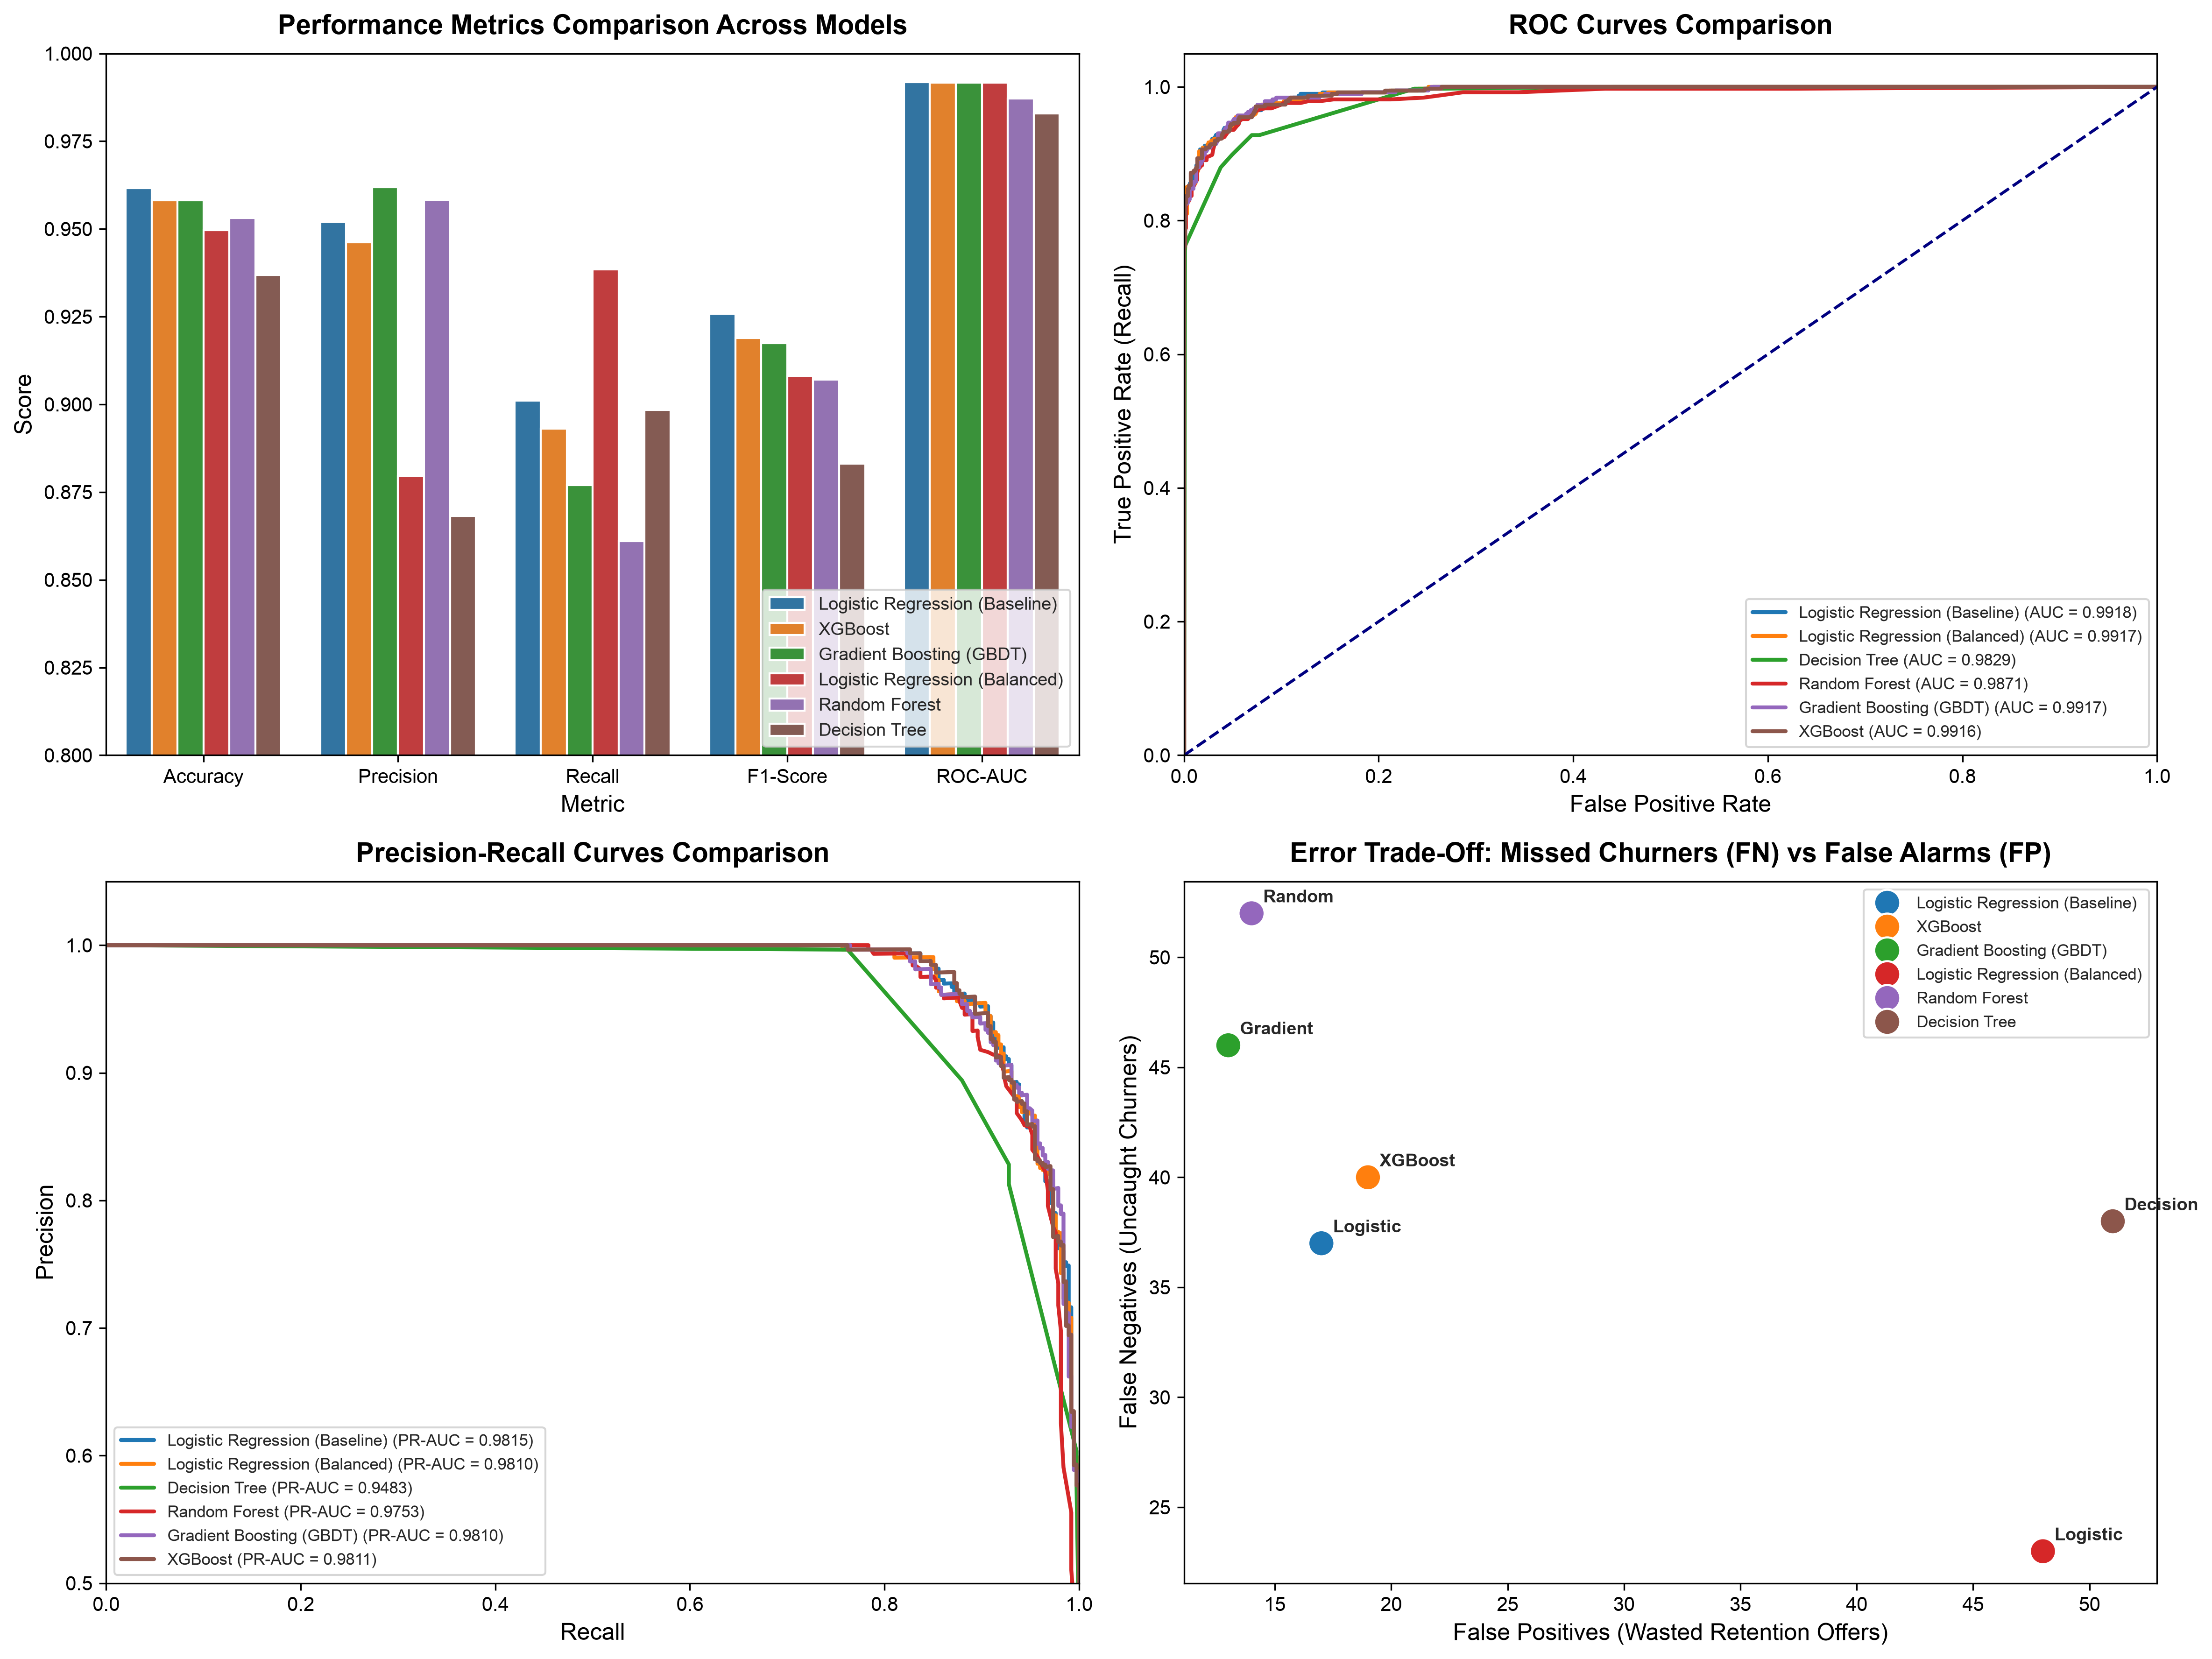 Performance Metrics Comparison Across Models
1.000
0.975
0.950
0.925
0.900
0.875
0.850
0.825
0.800
Score
Accuracy
Precision
Recall
F1-Score
ROC-AUC
Metric
Logistic Regression (Baseline)
XGBoost
Gradient Boosting (GBDT)
Logistic Regression (Balanced)
Random Forest
Decision Tree
ROC Curves Comparison
1.0
0.8
0.6
0.4
0.2
0.0
True Positive Rate (Recall)
0.0
0.2
0.4
0.6
0.8
1.0
False Positive Rate
Logistic Regression (Baseline) (AUC = 0.9918)
Logistic Regression (Balanced) (AUC = 0.9917)
Decision Tree (AUC = 0.9829)
Random Forest (AUC = 0.9871)
Gradient Boosting (GBDT) (AUC = 0.9917)
XGBoost (AUC = 0.9916)
Precision-Recall Curves Comparison
1.0
0.9
0.8
0.7
0.6
0.5
Precision
0.0
0.2
0.4
0.6
0.8
1.0
Recall
Logistic Regression (Baseline) (PR-AUC = 0.9815)
Logistic Regression (Balanced) (PR-AUC = 0.9810)
Decision Tree (PR-AUC = 0.9483)
Random Forest (PR-AUC = 0.9753)
Gradient Boosting (GBDT) (PR-AUC = 0.9810)
XGBoost (PR-AUC = 0.9811)
Error Trade-Off: Missed Churners (FN) vs False Alarms (FP)
50
45
40
35
30
25
False Negatives (Uncaught Churners)
15
20
25
30
35
40
45
50
False Positives (Wasted Retention Offers)
Random
Gradient
XGBoost
Logistic
Decision
Logistic
Logistic Regression (Baseline)
XGBoost
Gradient Boosting (GBDT)
Logistic Regression (Balanced)
Random Forest
Decision Tree